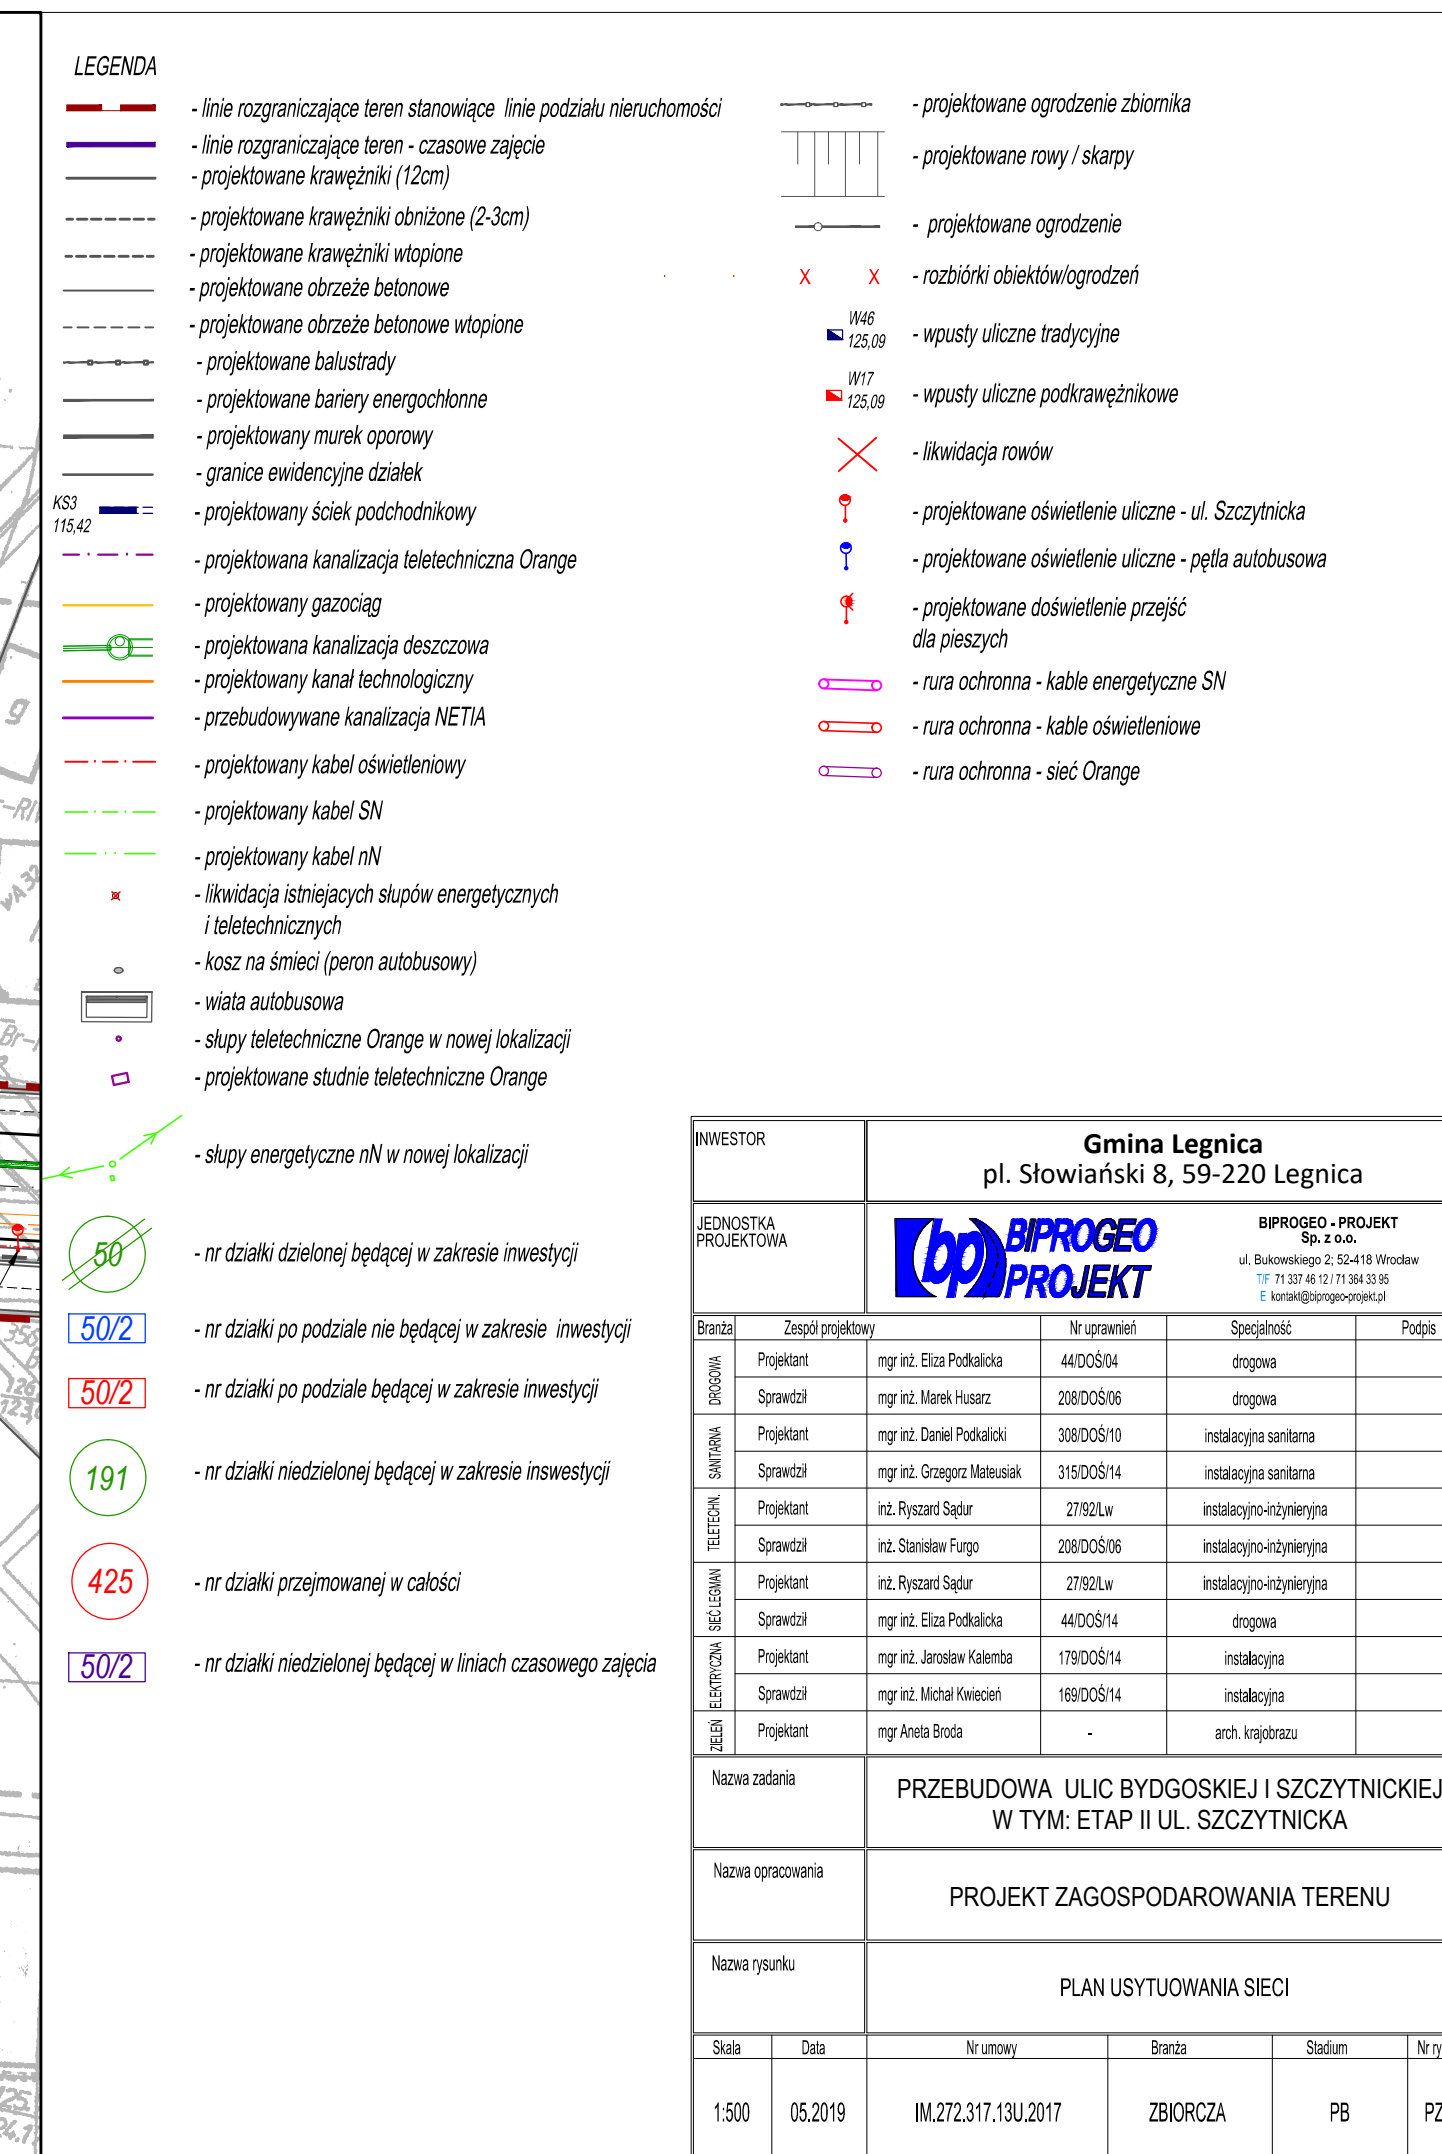 LEGENDA
- linie rozgraniczające teren stanowiące linie podziału nieruchomości
- linie rozgraniczające teren - czasowe zajęcie
- projektowane krawężniki (12cm)
- projektowane krawężniki obniżone (2-3cm)
- projektowane krawężniki wtopione
- projektowane obrzeże betonowe
- projektowane obrzeże betonowe wtopione
- projektowane balustrady
- projektowane bariery energochłonne
- projektowany murek oporowy
- granice ewidencyjne działek
KS3
115,42
- projektowany ściek podchodnikowy
- projektowana kanalizacja teletechniczna Orange
- projektowany gazociąg
- projektowana kanalizacja deszczowa
- projektowany kanał technologiczny
- przebudowywane kanalizacja NETIA
- projektowany kabel oświetleniowy
- projektowany kabel SN
- projektowany kabel nN
- likwidacja istniejacych słupów energetycznych
i teletechnicznych
- kosz na śmieci (peron autobusowy)
- wiata autobusowa
- słupy teletechniczne Orange w nowej lokalizacji
- projektowane studnie teletechniczne Orange
- słupy energetyczne nN w nowej lokalizacji
50 - nr działki dzielonej będącej w zakresie inwestycji
50/2 - nr działki po podziale nie będącej w zakresie inwestycji
50/2 - nr działki po podziale będącej w zakresie inwestycji
191 - nr działki niedzielonej będącej w zakresie inswestycji
425 - nr działki przejmowanej w całości
50/2 - nr działki niedzielonej będącej w liniach czasowego zajęcia
- projektowane ogrodzenie zbiornika
- projektowane rowy / skarpy
- projektowane ogrodzenie
X X - rozbiórki obiektów/ogrodzeń
W46
125,09
- wpusty uliczne tradycyjne
W17
125,09
- wpusty uliczne podkrawężnikowe
- likwidacja rowów
- projektowane oświetlenie uliczne - ul. Szczytnicka
- projektowane oświetlenie uliczne - pętla autobusowa
- projektowane doświetlenie przejść
dla pieszych
- rura ochronna - kable energetyczne SN
- rura ochronna - kable oświetleniowe
- rura ochronna - sieć Orange
INWESTOR
Gmina Legnica
pl. Słowiański 8, 59-220 Legnica
JEDNOSTKA
PROJEKTOWA
bp BIPROGEO
PROJEKT
BIPROGEO - PROJEKT
Sp. z o.o.
ul. Bukowskiego 2; 52-418 Wrocław
T/F 71 337 46 12 / 71 364 33 95
E kontakt@biprogeo-projekt.pl
Branża Zespół projektowy Nr uprawnień Specjalność Podpis
DROGOWA
Projektant mgr inż. Eliza Podkalicka 44/DOŚ/04 drogowa
Sprawdził mgr inż. Marek Husarz 208/DOŚ/06 drogowa
SANITARNA
Projektant mgr inż. Daniel Podkalicki 308/DOŚ/10 instalacyjna sanitarna
Sprawdził mgr inż. Grzegorz Mateusiak 315/DOŚ/14 instalacyjna sanitarna
TELETECHN.
Projektant inż. Ryszard Sądur 27/92/Lw instalacyjno-inżynieryjna
Sprawdził inż. Stanisław Furgo 208/DOŚ/06 instalacyjno-inżynieryjna
SIEĆ LEGMAN
Projektant inż. Ryszard Sądur 27/92/Lw instalacyjno-inżynieryjna
Sprawdził mgr inż. Eliza Podkalicka 44/DOŚ/14 drogowa
ELEKTRYCZNA
Projektant mgr inż. Jarosław Kalemba 179/DOŚ/14 instalacyjna
Sprawdził mgr inż. Michał Kwiecień 169/DOŚ/14 instalacyjna
ZIELEŃ
Projektant mgr Aneta Broda - arch. krajobrazu
Nazwa zadania
PRZEBUDOWA ULIC BYDGOSKIEJ I SZCZYTNICKIEJ
W TYM: ETAP II UL. SZCZYTNICKA
Nazwa opracowania
PROJEKT ZAGOSPODAROWANIA TERENU
Nazwa rysunku
PLAN USYTUOWANIA SIECI
Skala Data Nr umowy Branża Stadium Nr ry
1:500 05.2019 IM.272.317.13U.2017 ZBIORCZA PB PZ